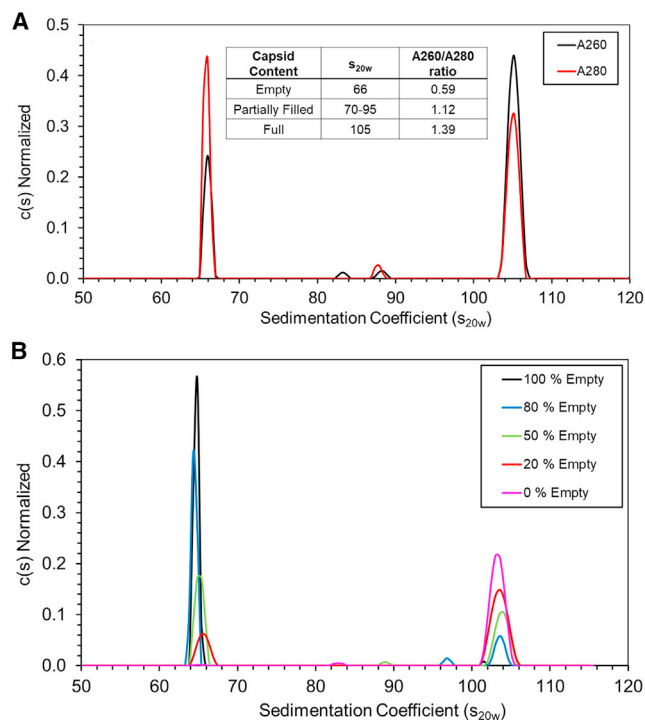 A
0.5
0.4
0.3
0.2
0.1
0.0
c(s) Normalized
Capsid Content s20w A260/A280 ratio
Empty 66 0.59
Partially Filled 70-95 1.12
Full 105 1.39
A260
A280
50 60 70 80 90 100 110 120
Sedimentation Coefficient (s20w)
B
0.6
0.5
0.4
0.3
0.2
0.1
0.0
c(s) Normalized
100 % Empty
80 % Empty
50 % Empty
20 % Empty
0 % Empty
50 60 70 80 90 100 110 120
Sedimentation Coefficient (s20w)